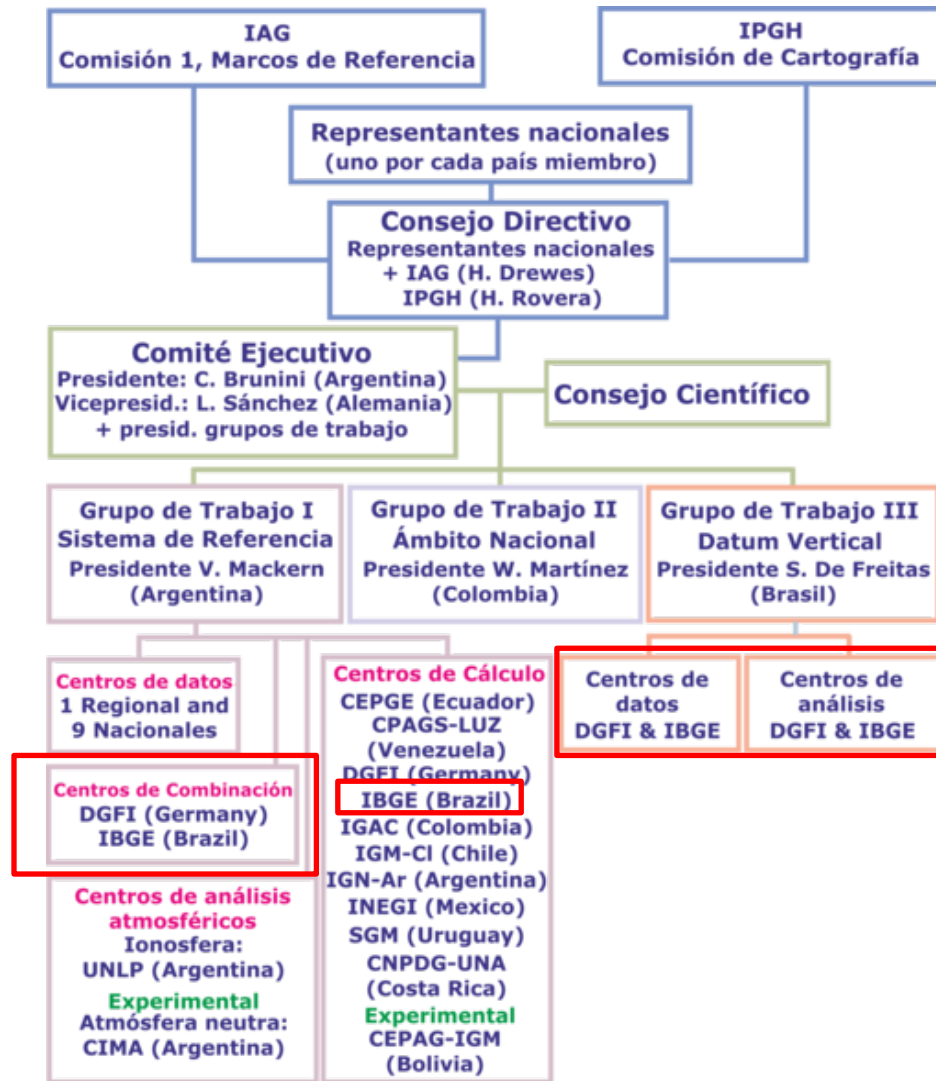 IAG
Comisión 1, Marcos de Referencia
IPGH
Comisión de Cartografía
Representantes nacionales
(uno por cada país miembro)
Consejo Directivo
Representantes nacionales
+ IAG (H. Drewes)
IPGH (H. Rovera)
Comité Ejecutivo
Presidente: C. Brunini (Argentina)
Vicepresid.: L. Sánchez (Alemania)
+ presid. grupos de trabajo
Consejo Científico
Grupo de Trabajo I
Sistema de Referencia
Presidente V. Mackern
(Argentina)
Grupo de Trabajo II
Ámbito Nacional
Presidente W. Martínez
(Colombia)
Grupo de Trabajo III
Datum Vertical
Presidente S. De Freitas
(Brasil)
Centros de datos
1 Regional and
9 Nacionales
Centros de Combinación
DGFI (Germany)
IBGE (Brazil)
Centros de análisis
atmosféricos
Ionosfera:
UNLP (Argentina)
Experimental
Atmósfera neutra:
CIMA (Argentina)
Centros de Cálculo
CEPGE (Ecuador)
CPAGS-LUZ
(Venezuela)
DGFI (Germany)
IBGE (Brazil)
IGAC (Colombia)
IGM-Cl (Chile)
IGN-Ar (Argentina)
INEGI (Mexico)
SGM (Uruguay)
CNPDG-UNA
(Costa Rica)
Experimental
CEPAG-IGM
(Bolivia)
Centros de
datos
DGFI & IBGE
Centros de
análisis
DGFI & IBGE